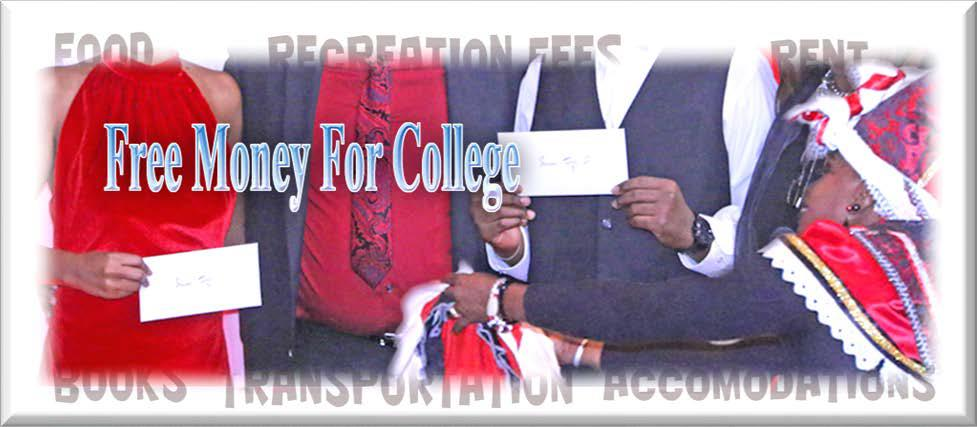 FOOD RECREATION FEES RENT
Free Money For College
BOOKS TRANSPORTATION ACCOMODATIONS